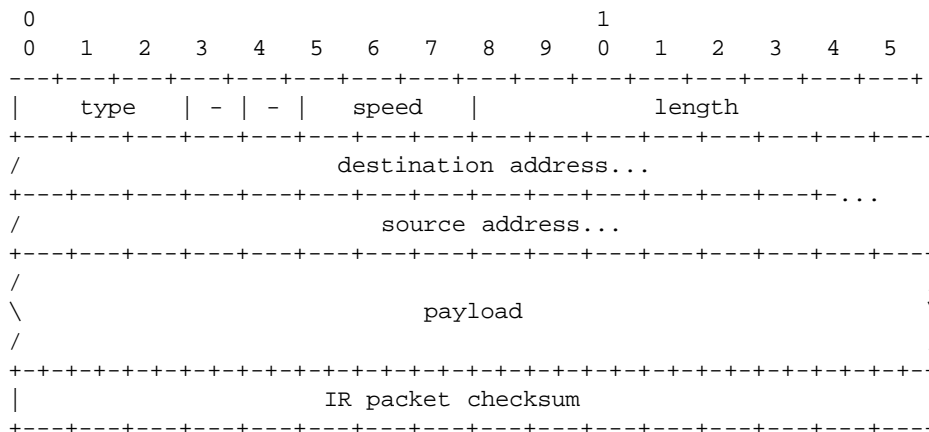 0 1
0 1 2 3 4 5 6 7 8 9 0 1 2 3 4 5
---+---+---+---+---+---+---+---+---+---+---+---+---+---+---+---+
| type | - | - | speed | length
+---+---+---+---+---+---+---+---+---+---+---+---+---+---+---+----
/ destination address...
+---+---+---+---+---+---+---+---+---+---+---+---+---+---+-...
/ source address...
+---+---+---+---+---+---+---+---+---+---+---+---+---+---+---+----
/
\ payload \
/
+-+-+-+-+-+-+-+-+-+-+-+-+-+-+-+-+-+-+-+-+-+-+-+-+-+-+-+-+-+-+-+--
| IR packet checksum
+---+---+---+---+---+---+---+---+---+---+---+---+---+---+---+----